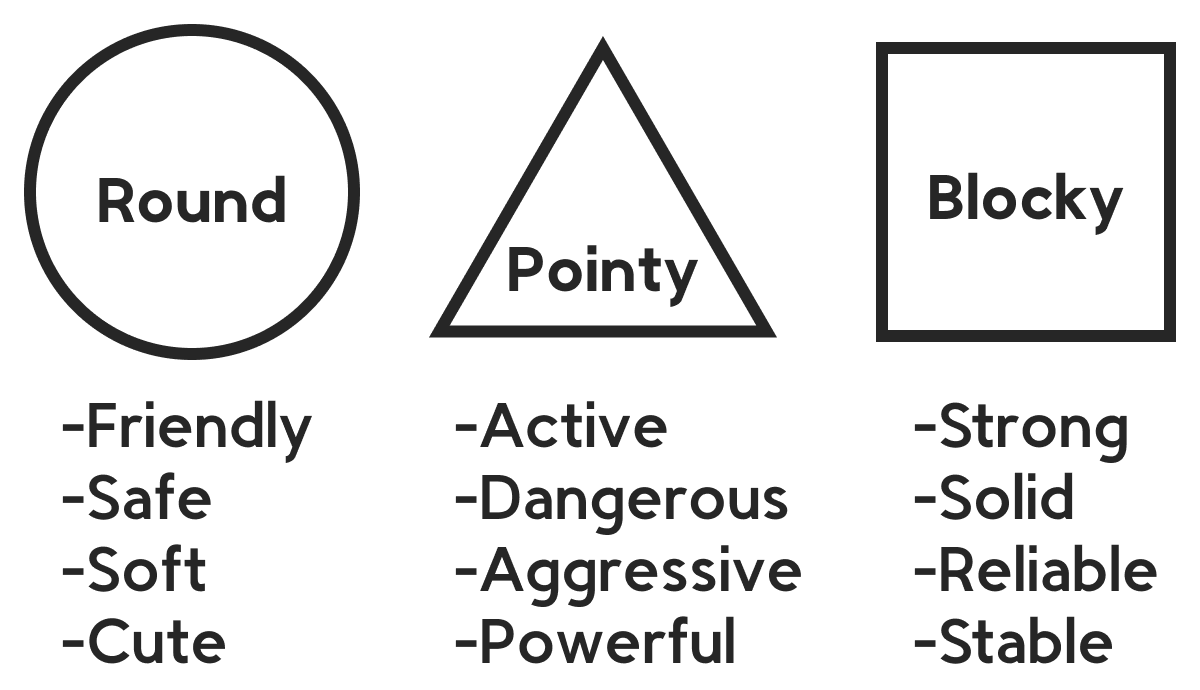 Round
Pointy
Blocky
-Friendly
-Safe
-Soft
-Cute
-Active
-Dangerous
-Aggressive
-Powerful
-Strong
-Solid
-Reliable
-Stable